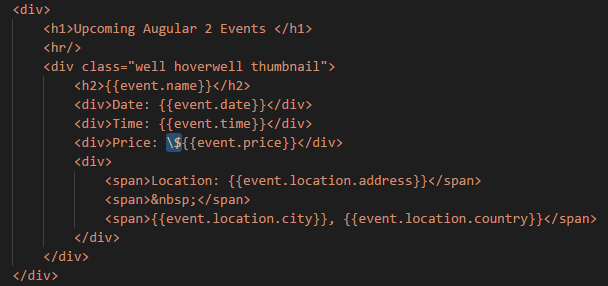 <div>
<h1>Upcoming Augular 2 Events </h1>
<hr/>
<div class="well hoverwell thumbnail">
<h2>{{event.name}}</h2>
<div>Date: {{event.date}}</div>
<div>Time: {{event.time}}</div>
<div>Price: \${{event.price}}</div>
<div>
<span>Location: {{event.location.address}}</span>
<span>&nbsp;</span>
<span>{{event.location.city}}, {{event.location.country}}</span>
</div>
</div>
</div>